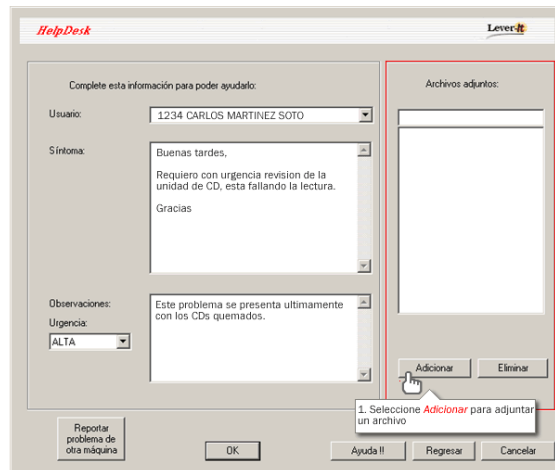 HelpDesk
Lever-It
Complete esta información para poder ayudarlo:
Usuario:
1234 CARLOS MARTINEZ SOTO
Síntoma:
Buenas tardes,
Requiero con urgencia revision de la
unidad de CD, esta fallando la lectura.
Gracias
Observaciones:
Este problema se presenta ultimamente
con los CDs quemados.
Urgencia:
ALTA
Archivos adjuntos:
Adicionar
Eliminar
1. Seleccione Adicionar para adjuntar
un archivo
Reportar
problema de
otra máquina
OK
Ayuda !!
Regresar
Cancelar